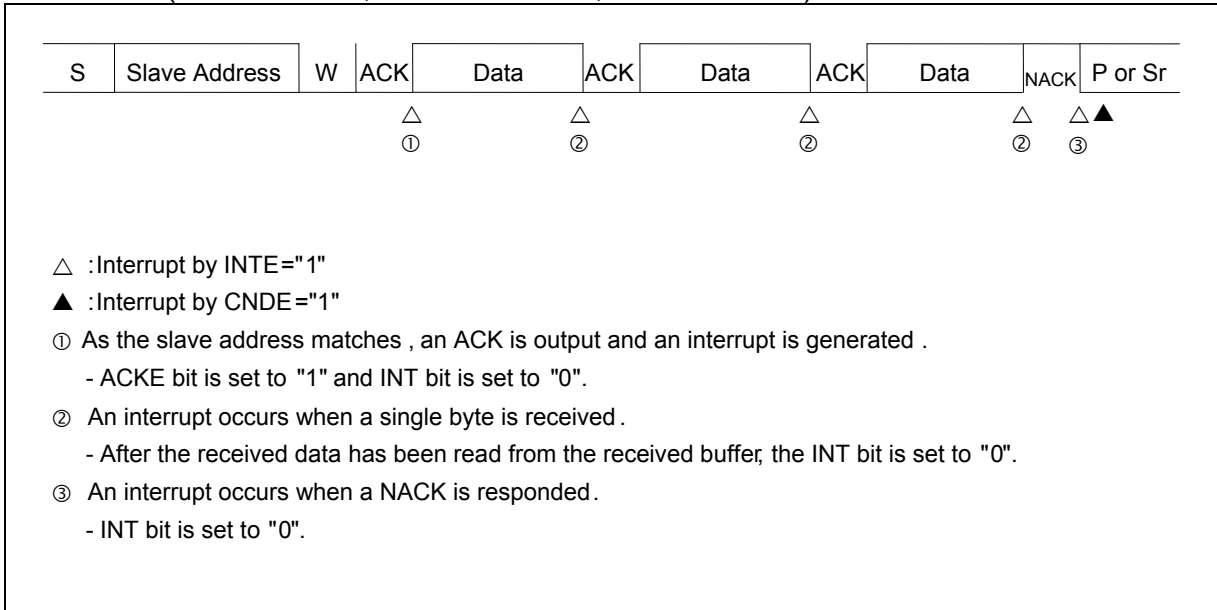 S Slave Address W ACK Data ACK Data ACK Data NACK P or Sr
△ △ △ △ △▲
① ② ② ② ③
△ :Interrupt by INTE="1"
▲ :Interrupt by CNDE="1"
① As the slave address matches , an ACK is output and an interrupt is generated .
- ACKE bit is set to "1" and INT bit is set to "0".
② An interrupt occurs when a single byte is received .
- After the received data has been read from the received buffer, the INT bit is set to "0".
③ An interrupt occurs when a NACK is responded.
- INT bit is set to "0".